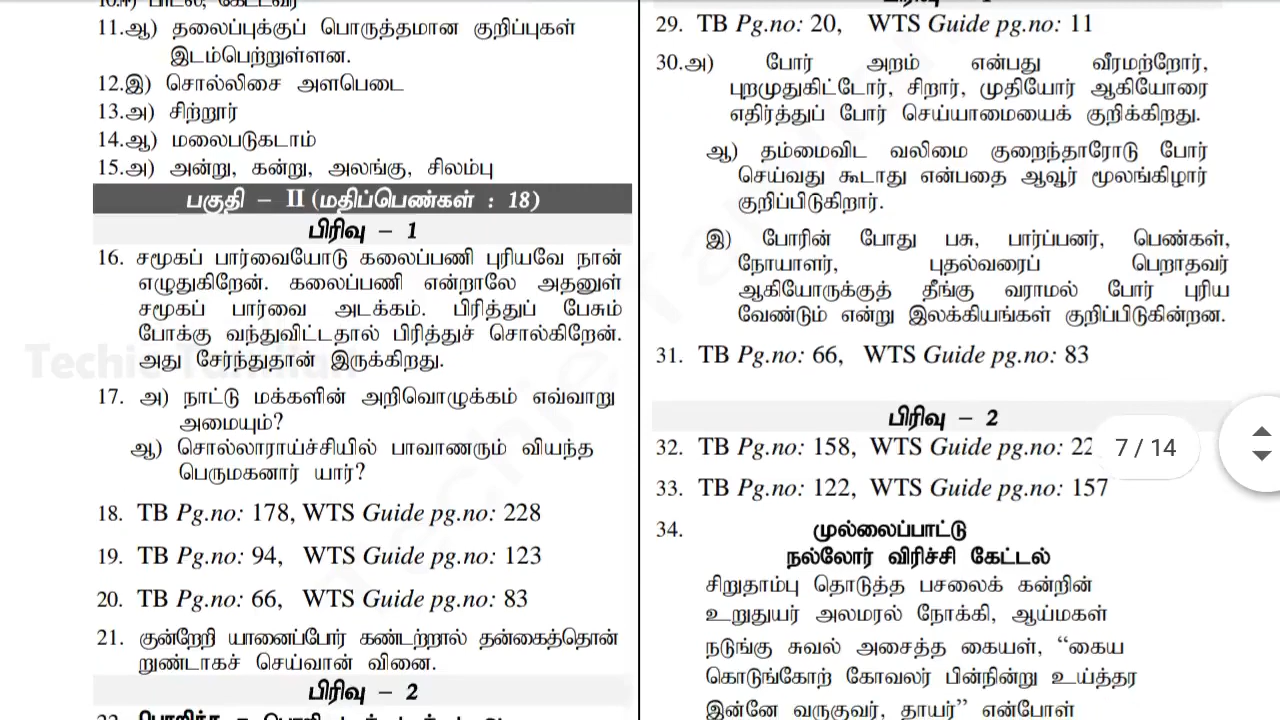 11.ஆ) தலைப்புக்குப் பொருத்தமான குறிப்புகள்
இடம்பெற்றுள்ளன.
12.இ) சொல்லிசை அளபெடை
13.அ) சிற்றூர்
14.ஆ) மலைபடுகடாம்
15.அ) அன்று, கன்று, அலங்கு, சிலம்பு
பகுதி – II (மதிப்பெண்கள் : 18)
பிரிவு – 1
16. சமூகப் பார்வையோடு கலைப்பணி புரியவே நான்
எழுதுகிறேன். கலைப்பணி என்றாலே அதனுள்
சமூகப் பார்வை அடக்கம். பிரித்துப் பேசும்
போக்கு வந்துவிட்டதால் பிரித்துச் சொல்கிறேன்.
அது சேர்ந்துதான் இருக்கிறது.
17. அ) நாட்டு மக்களின் அறிவொழுக்கம் எவ்வாறு
அமையும்?
ஆ) சொல்லாராய்ச்சியில் பாவாணரும் வியந்த
பெருமகனார் யார்?
18. TB Pg.no: 178, WTS Guide pg.no: 228
19. TB Pg.no: 94, WTS Guide pg.no: 123
20. TB Pg.no: 66, WTS Guide pg.no: 83
21. குன்றேறி யானைப்போர் கண்டற்றால் தன்கைத்தொன்
றுண்டாகச் செய்வான் வினை.
பிரிவு – 2
29. TB Pg.no: 20, WTS Guide pg.no: 11
30.அ) போர் அறம் என்பது வீரமற்றோர்,
புறமுதுகிட்டோர், சிறார், முதியோர் ஆகியோரை
எதிர்த்துப் போர் செய்யாமையைக் குறிக்கிறது.
ஆ) தம்மைவிட வலிமை குறைந்தாரோடு போர்
செய்வது கூடாது என்பதை ஆவூர் மூலங்கிழார்
குறிப்பிடுகிறார்.
இ) போரின் போது பசு, பார்ப்பனர், பெண்கள்,
நோயாளர், புதல்வரைப் பெறாதவர்
ஆகியோருக்குத் தீங்கு வராமல் போர் புரிய
வேண்டும் என்று இலக்கியங்கள் குறிப்பிடுகின்றன.
31. TB Pg.no: 66, WTS Guide pg.no: 83
பிரிவு – 2
32. TB Pg.no: 158, WTS Guide pg.no: 22
7 / 14
33. TB Pg.no: 122, WTS Guide pg.no: 157
34. முல்லைப்பாட்டு
நல்லோர் விரிச்சி கேட்டல்
சிறுதாம்பு தொடுத்த பசலைக் கன்றின்
உறுதுயர் அலமரல் நோக்கி, ஆய்மகள்
நடுங்கு சுவல் அசைத்த கையள், “கைய
கொடுங்கோற் கோவலர் பின்நின்று உய்த்தர
இன்னே வருகுவர், தாயர்” என்போள்